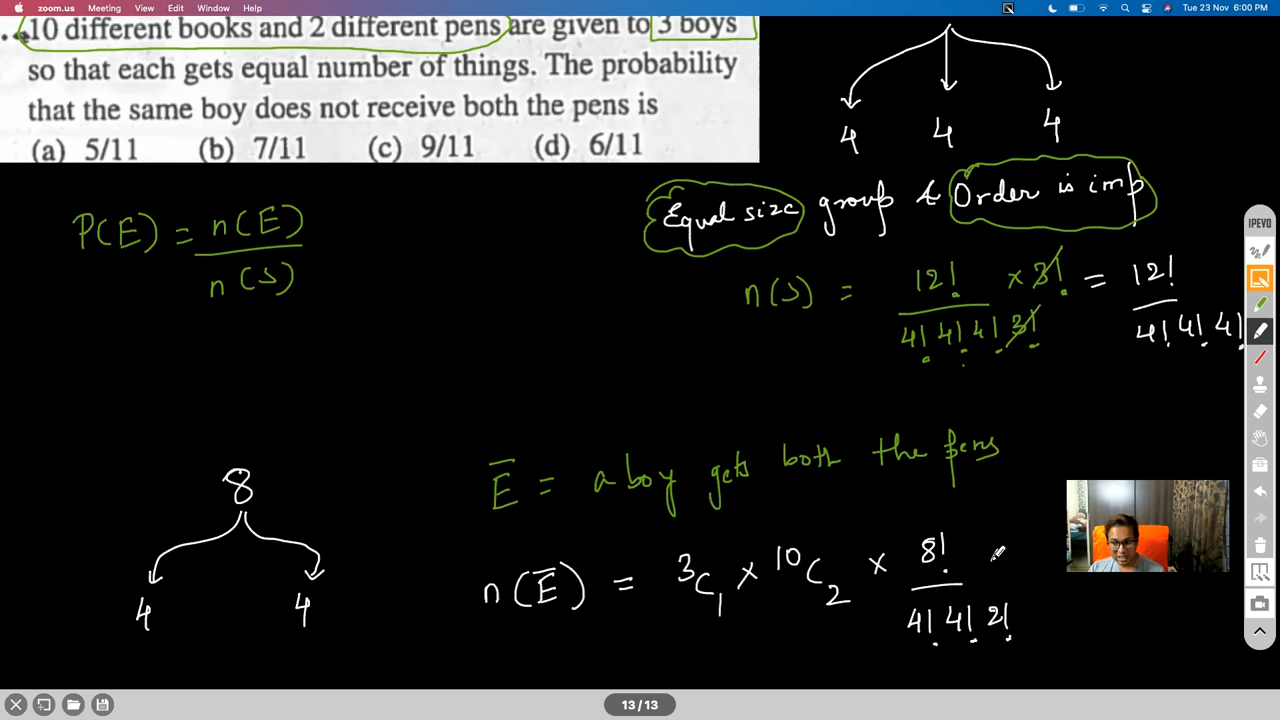 zoom.us Meeting View Edit Window Help Tue 23 Nov 6:00 PM
10 different books and 2 different pens are given to 3 boys
so that each gets equal number of things. The probability
that the same boy does not receive both the pens is
(a) 5/11 (b) 7/11 (c) 9/11 (d) 6/11
4 4 4
Equal size group & Order is imp
P(E) = n(E) / n(S)
n(S) = 12! / 4! 4! 4! 3! × 3! = 12! / 4! 4! 4!
IPEVO
E̅ = a boy gets both the pens
8
4 4
n(E̅) = ³C₁ × ¹⁰C₂ × 8! / 4! 4! 2!
13 / 13